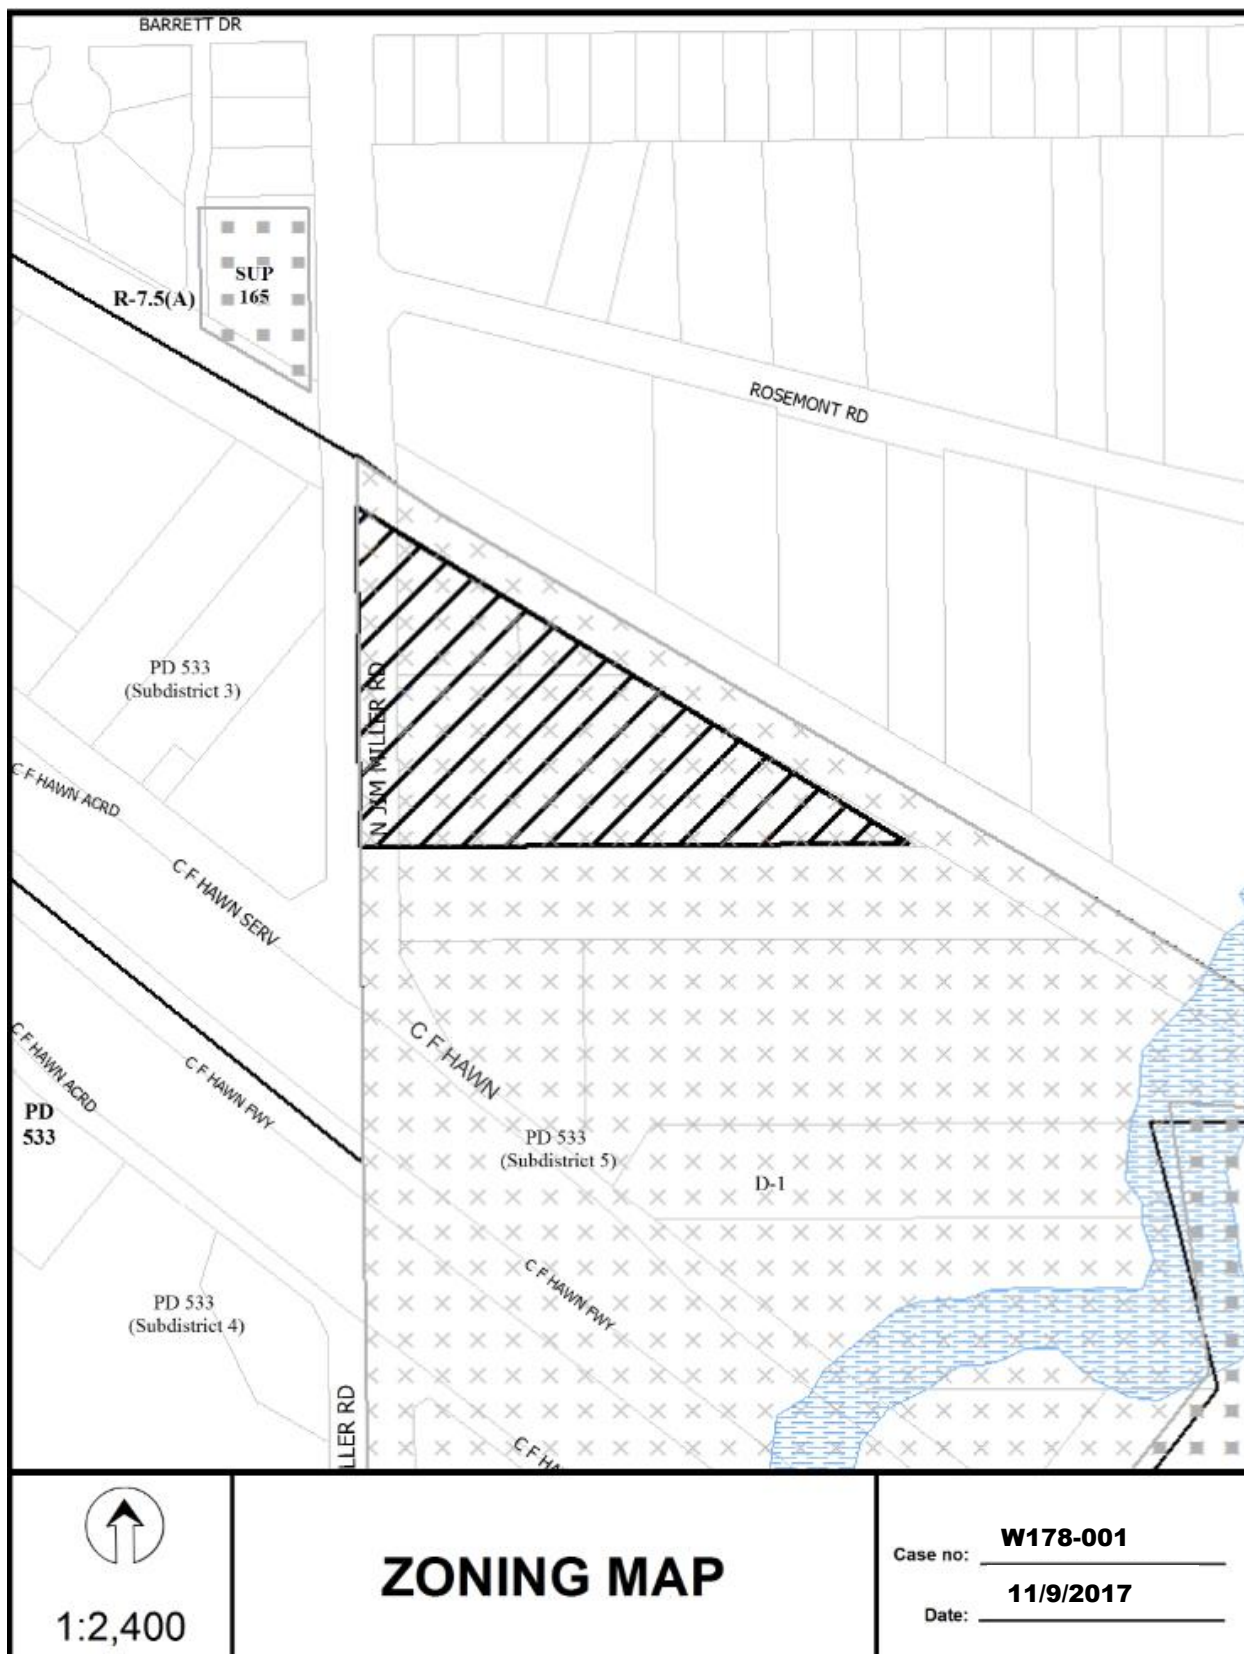 BARRETT DR
SUP
165
R-7.5(A)
ROSEMONT RD
PD 533
(Subdistrict 3)
N JIM MILLER RD
C F HAWN ACRD
C F HAWN SERV
C F HAWN
C F HAWN ACRD
C F HAWN FWY
PD
533
PD 533
(Subdistrict 5)
D-1
C F HAWN FWY
PD 533
(Subdistrict 4)
LLER RD
C F HA
1:2,400
ZONING MAP
Case no: W178-001
Date: 11/9/2017